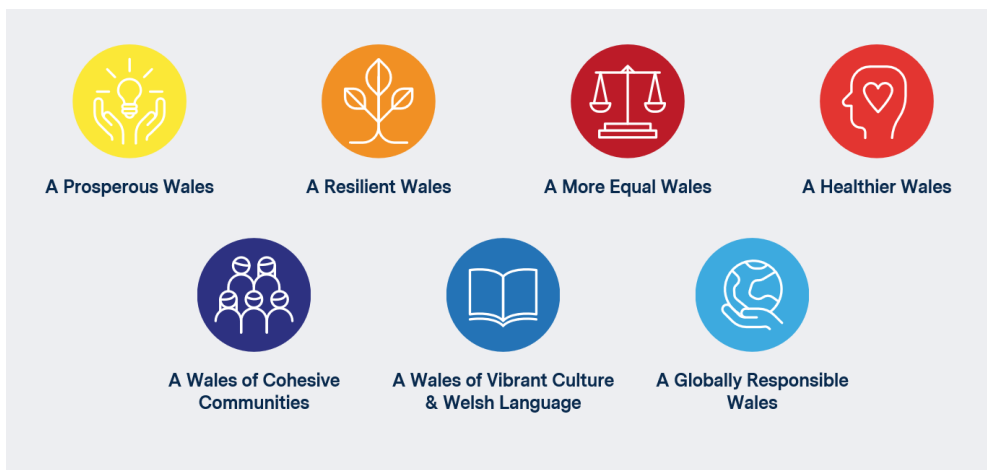 A Prosperous Wales
A Resilient Wales
A More Equal Wales
A Healthier Wales
A Wales of Cohesive
Communities
A Wales of Vibrant Culture
& Welsh Language
A Globally Responsible
Wales